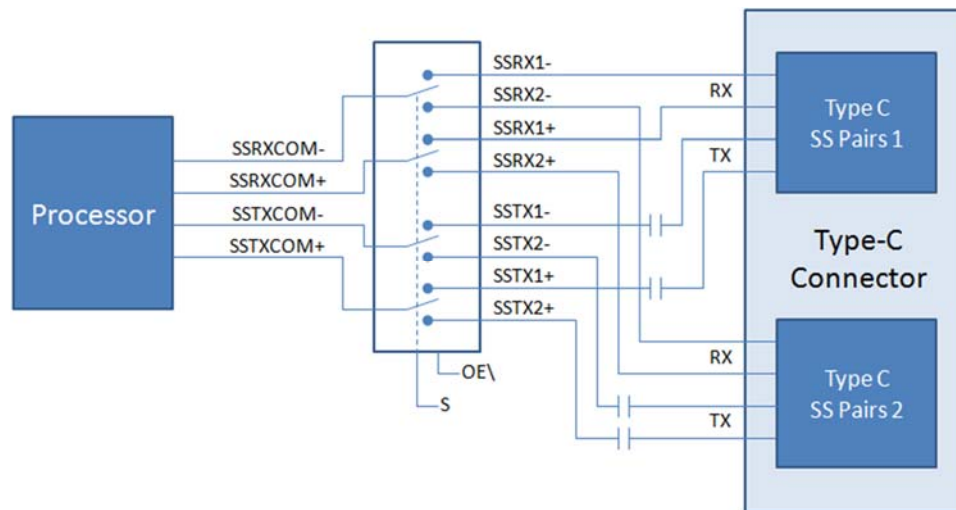 Processor
SSRXCOM-
SSRXCOM+
SSTXCOM-
SSTXCOM+
SSRX1-
SSRX2-
SSRX1+
SSRX2+
SSTX1-
SSTX2-
SSTX1+
SSTX2+
OE\
S
RX
TX
Type C
SS Pairs 1
Type-C
Connector
RX
TX
Type C
SS Pairs 2